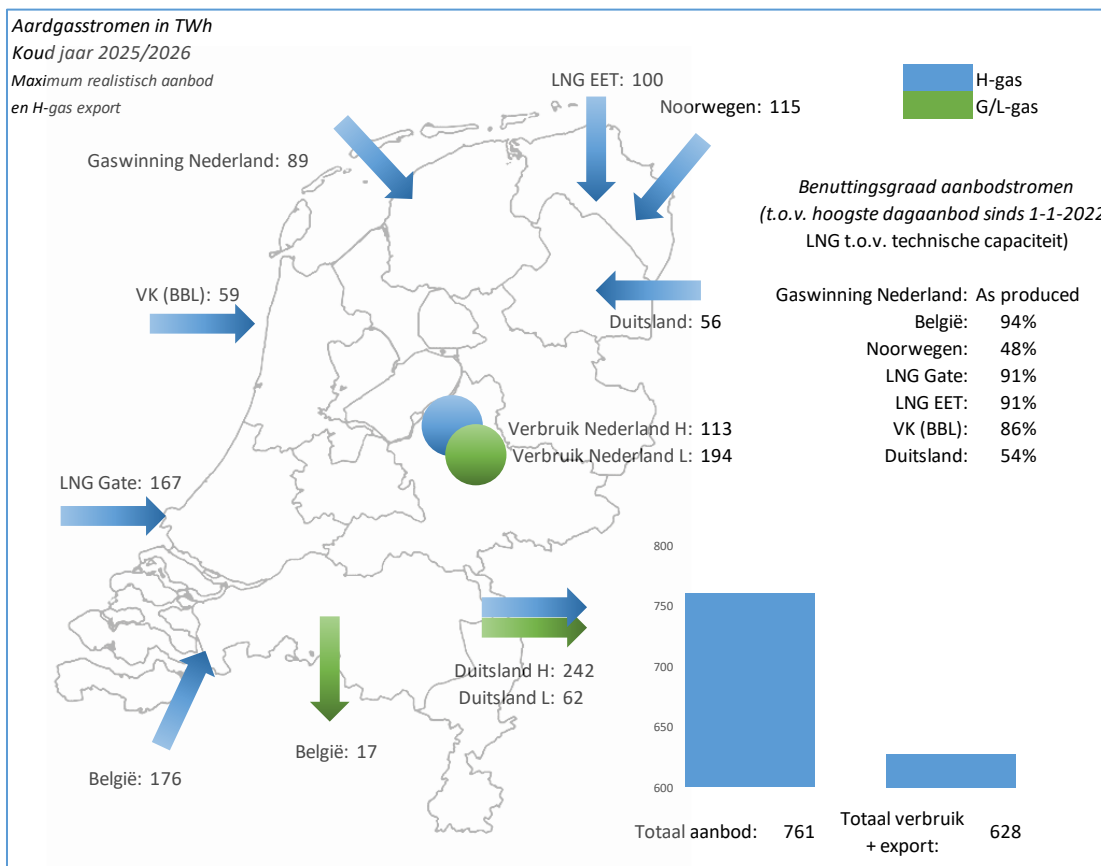 Aardgasstromen in TWh
Koud jaar 2025/2026
Maximum realistisch aanbod
en H-gas export
LNG EET: 100
Noorwegen: 115
H-gas
G/L-gas
Gaswinning Nederland: 89
Benuttingsgraad aanbodstromen
(t.o.v. hoogste dagaanbod sinds 1-1-2022
LNG t.o.v. technische capaciteit)
VK (BBL): 59
Duitsland: 56
Gaswinning Nederland: As produced
België: 94%
Noorwegen: 48%
LNG Gate: 91%
LNG EET: 91%
VK (BBL): 86%
Duitsland: 54%
Verbruik Nederland H: 113
Verbruik Nederland L: 194
LNG Gate: 167
Duitsland H: 242
Duitsland L: 62
België: 17
België: 176
800
750
700
650
600
Totaal aanbod: 761
Totaal verbruik
+ export: 628